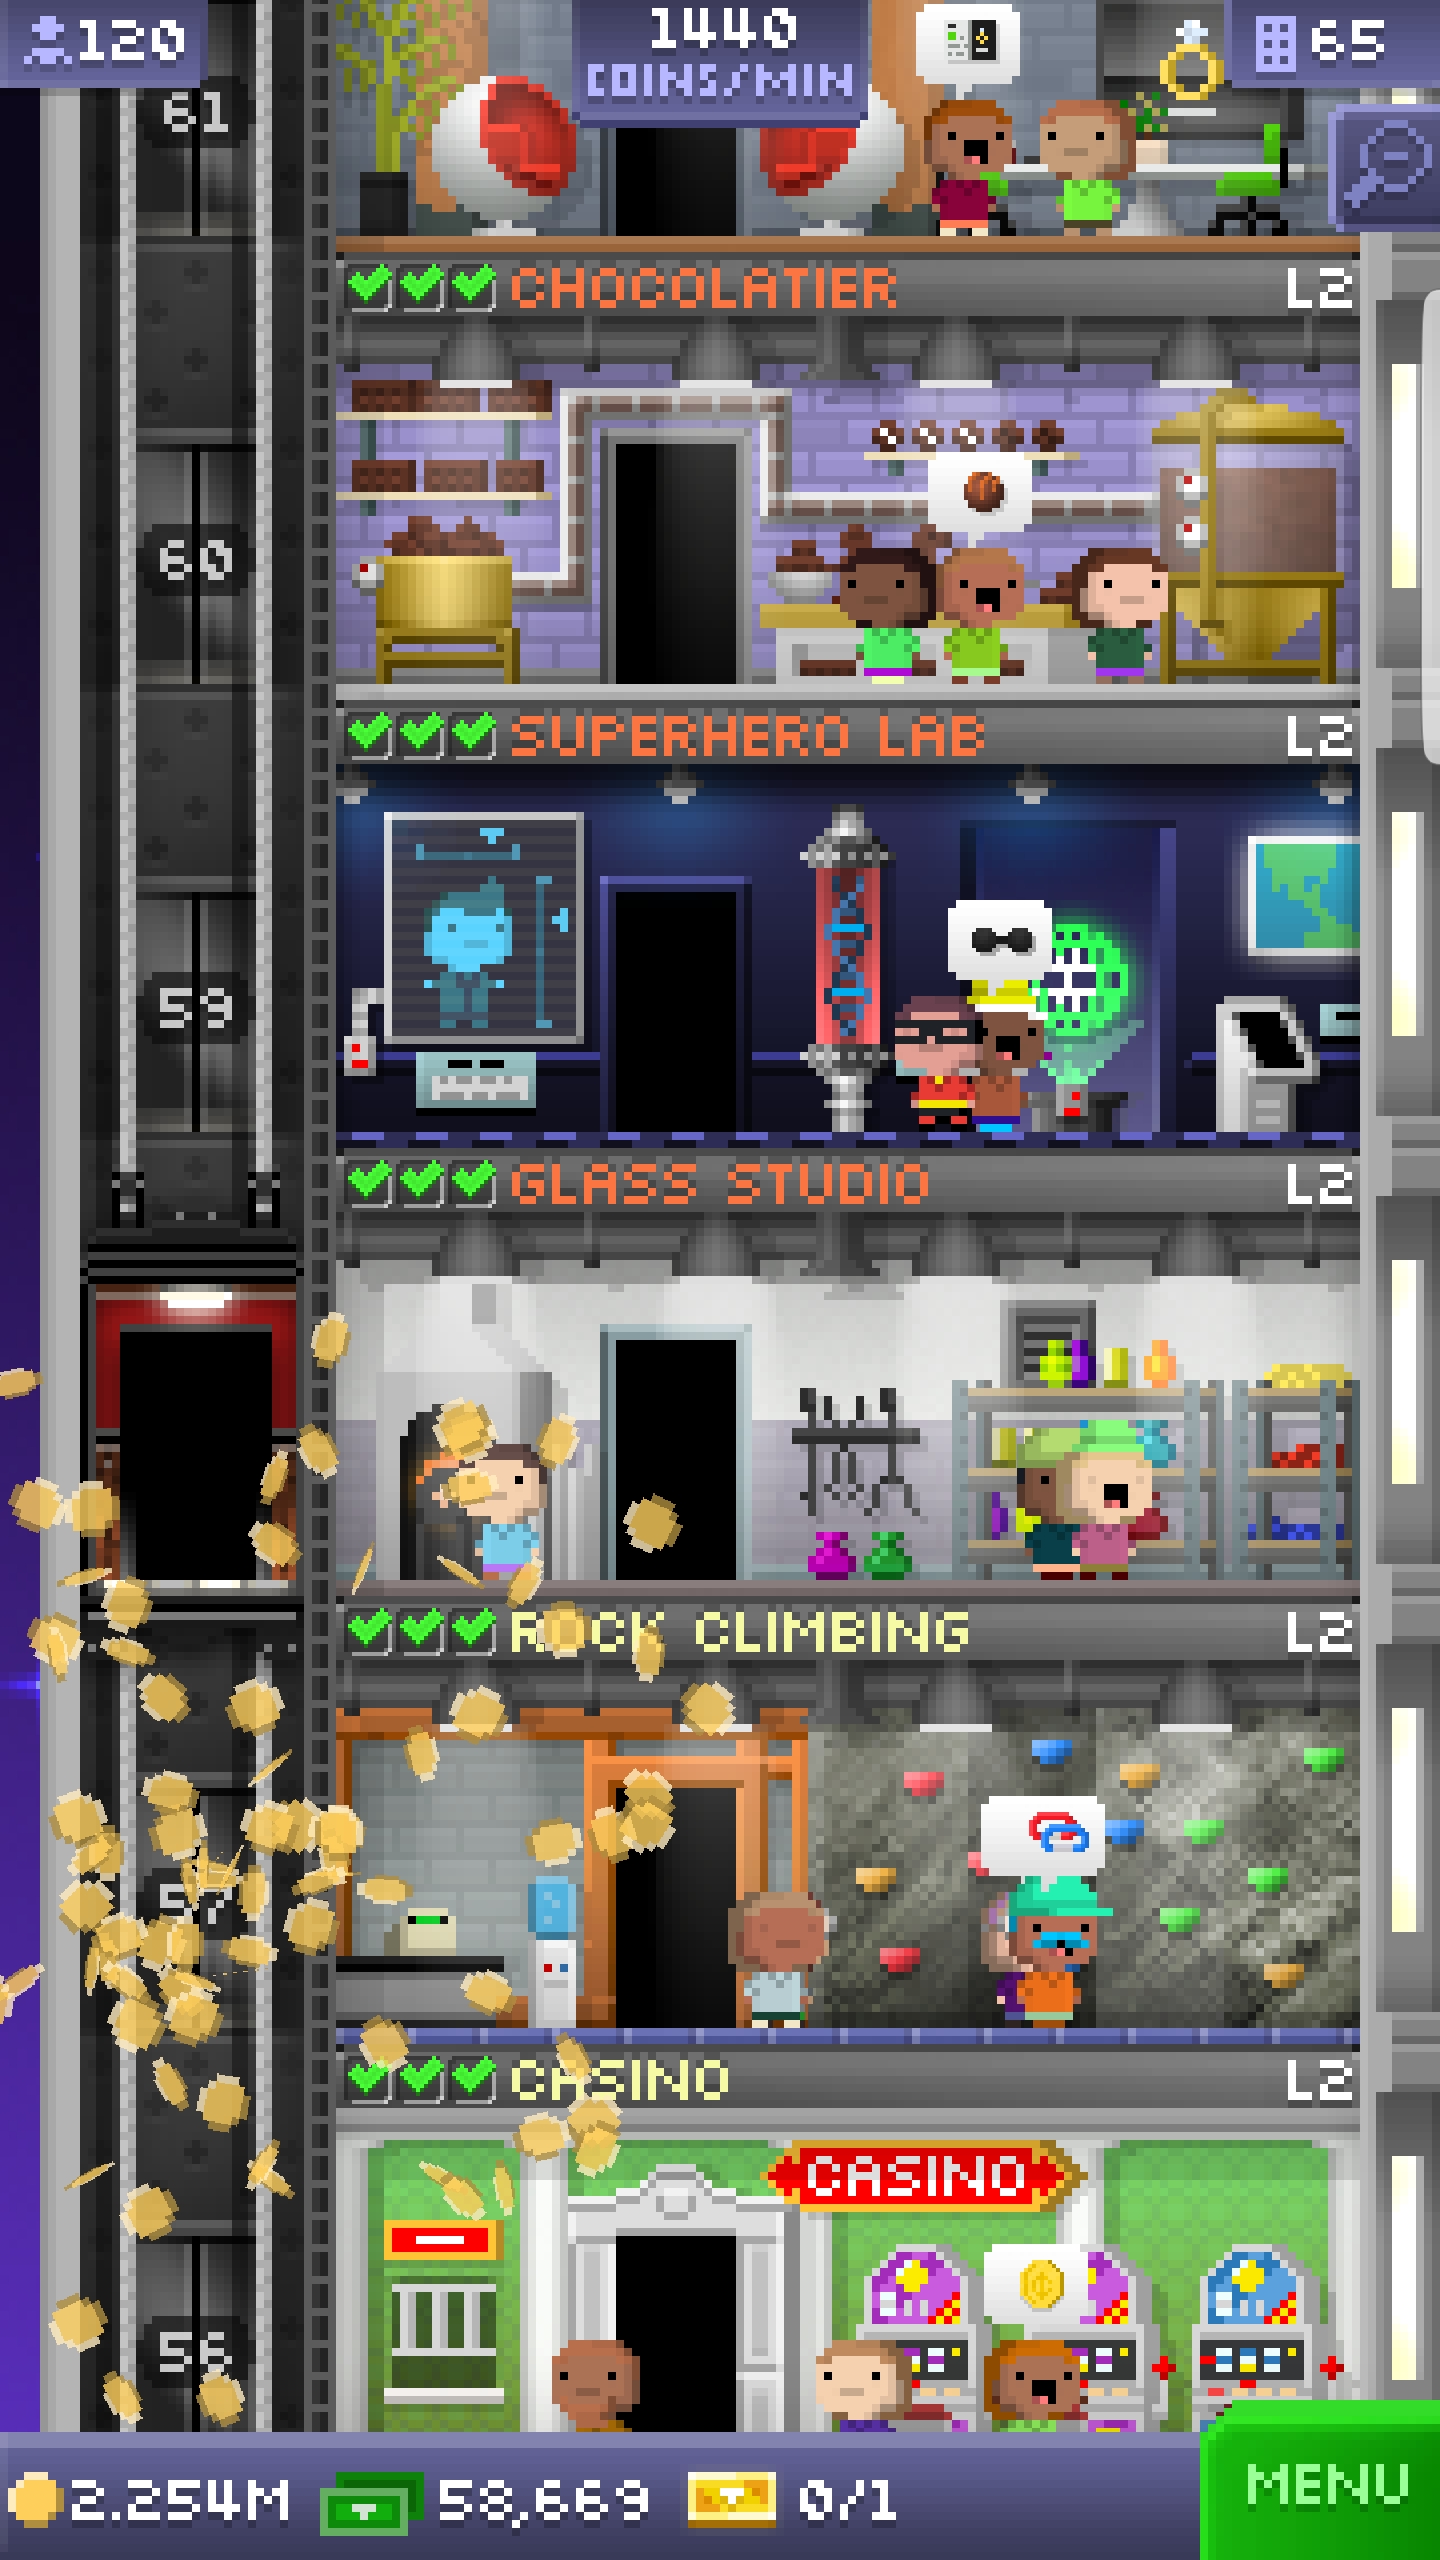 120
1440
COINS/MIN
65
61
CHOCOLATIER L2
60
SUPERHERO LAB L2
59
GLASS STUDIO L2
ROCK CLIMBING L2
57
CASINO L2
CASINO
56
2.254M 58,669 0/1
MENU